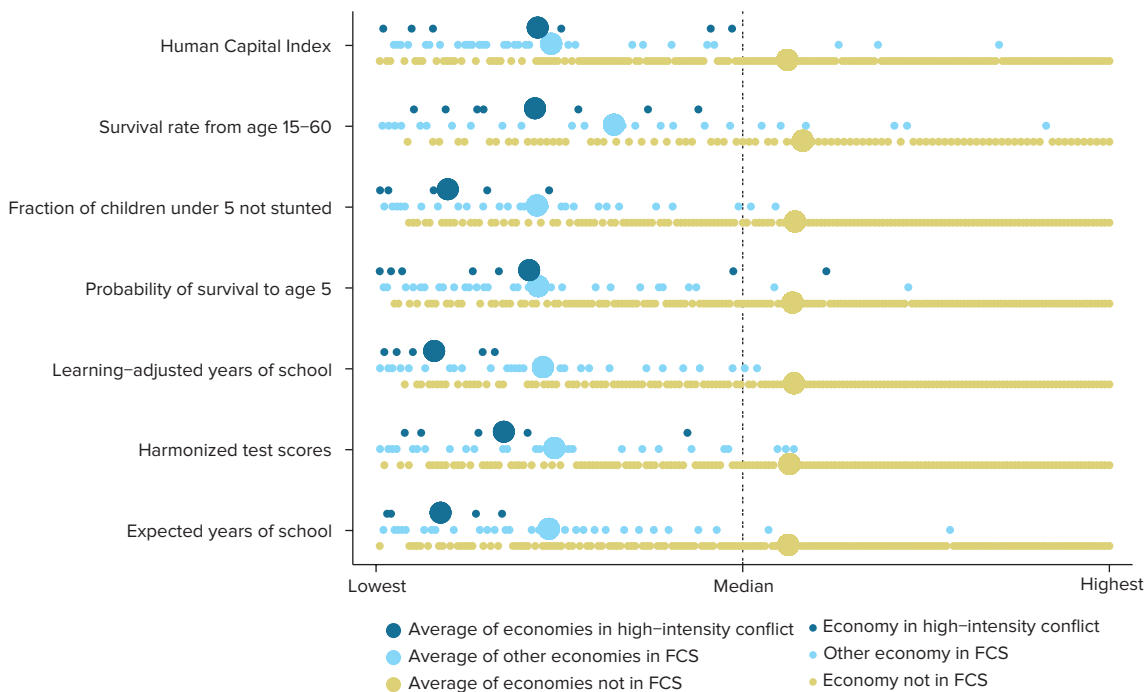 Human Capital Index
Survival rate from age 15–60
Fraction of children under 5 not stunted
Probability of survival to age 5
Learning–adjusted years of school
Harmonized test scores
Expected years of school
Lowest
Median
Highest
Average of economies in high–intensity conflict
Average of other economies in FCS
Average of economies not in FCS
Economy in high–intensity conflict
Other economy in FCS
Economy not in FCS